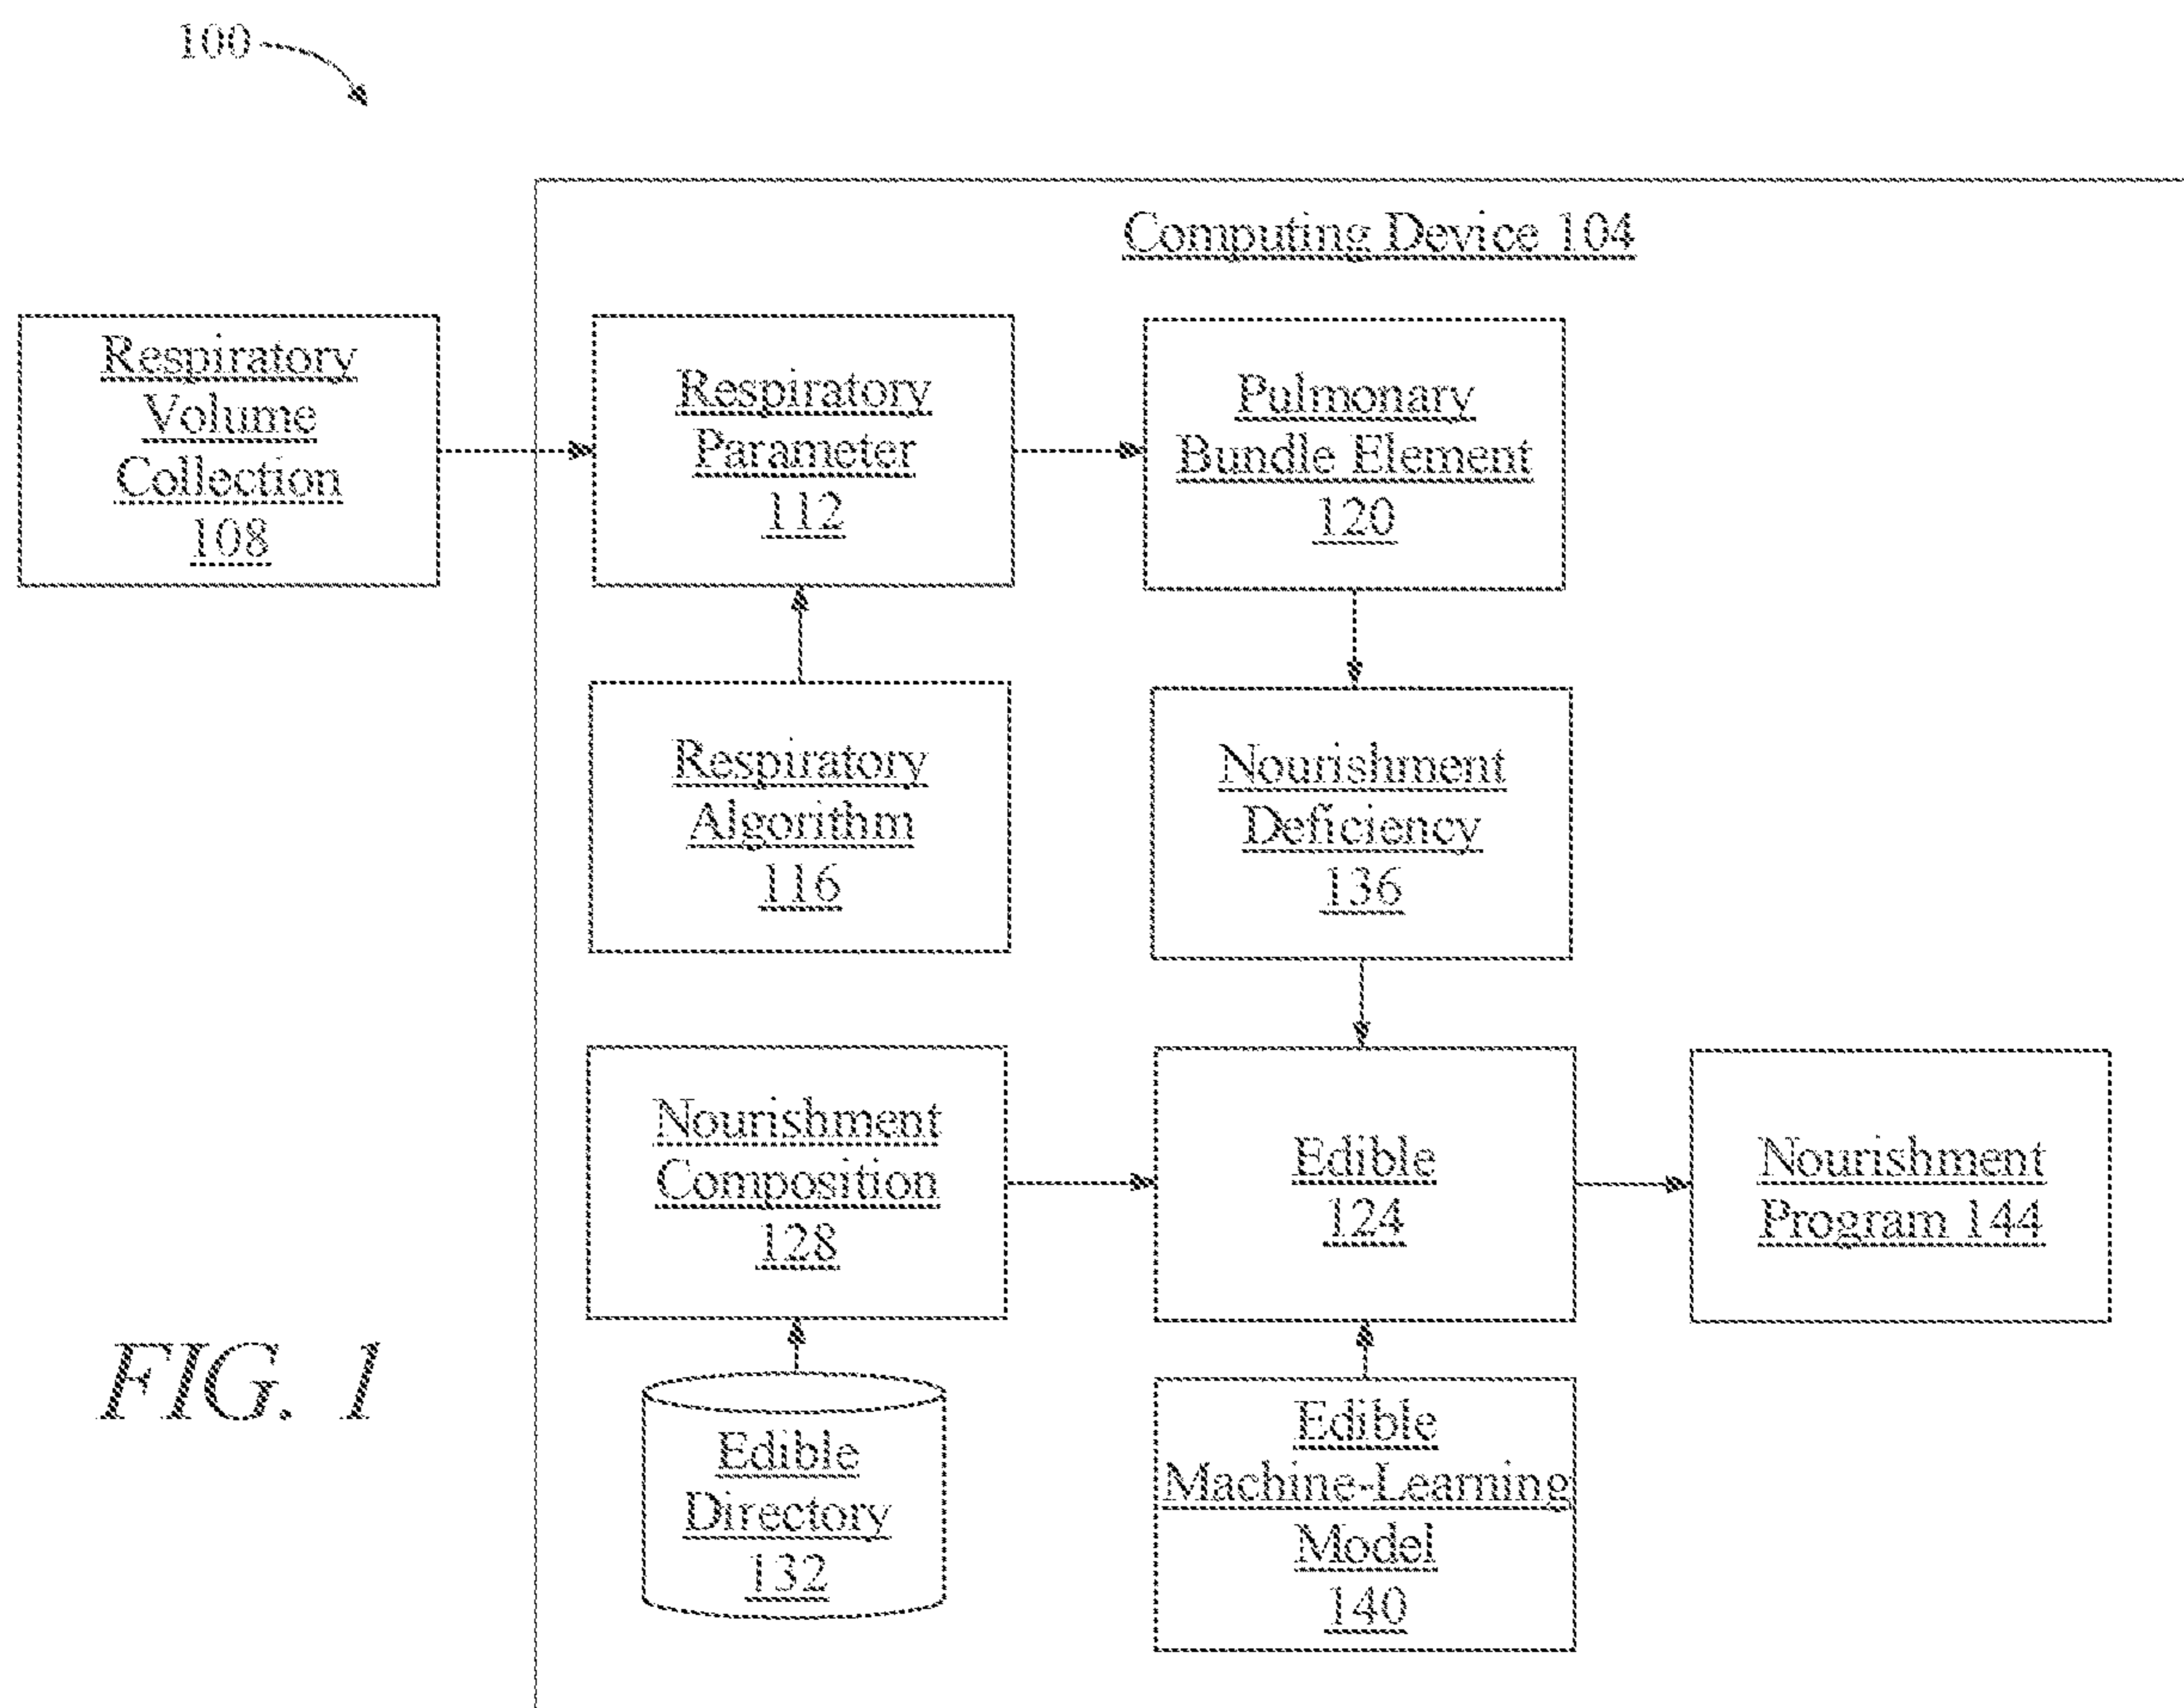 100
Computing Device 104
Respiratory
Volume
Collection
108
Respiratory
Parameter
112
Pulmonary
Bundle Element
120
Respiratory
Algorithm
116
Nourishment
Deficiency
136
Nourishment
Composition
128
Edible
124
Nourishment
Program 144
FIG. 1
Edible
Directory
132
Edible
Machine-Learning
Model
140